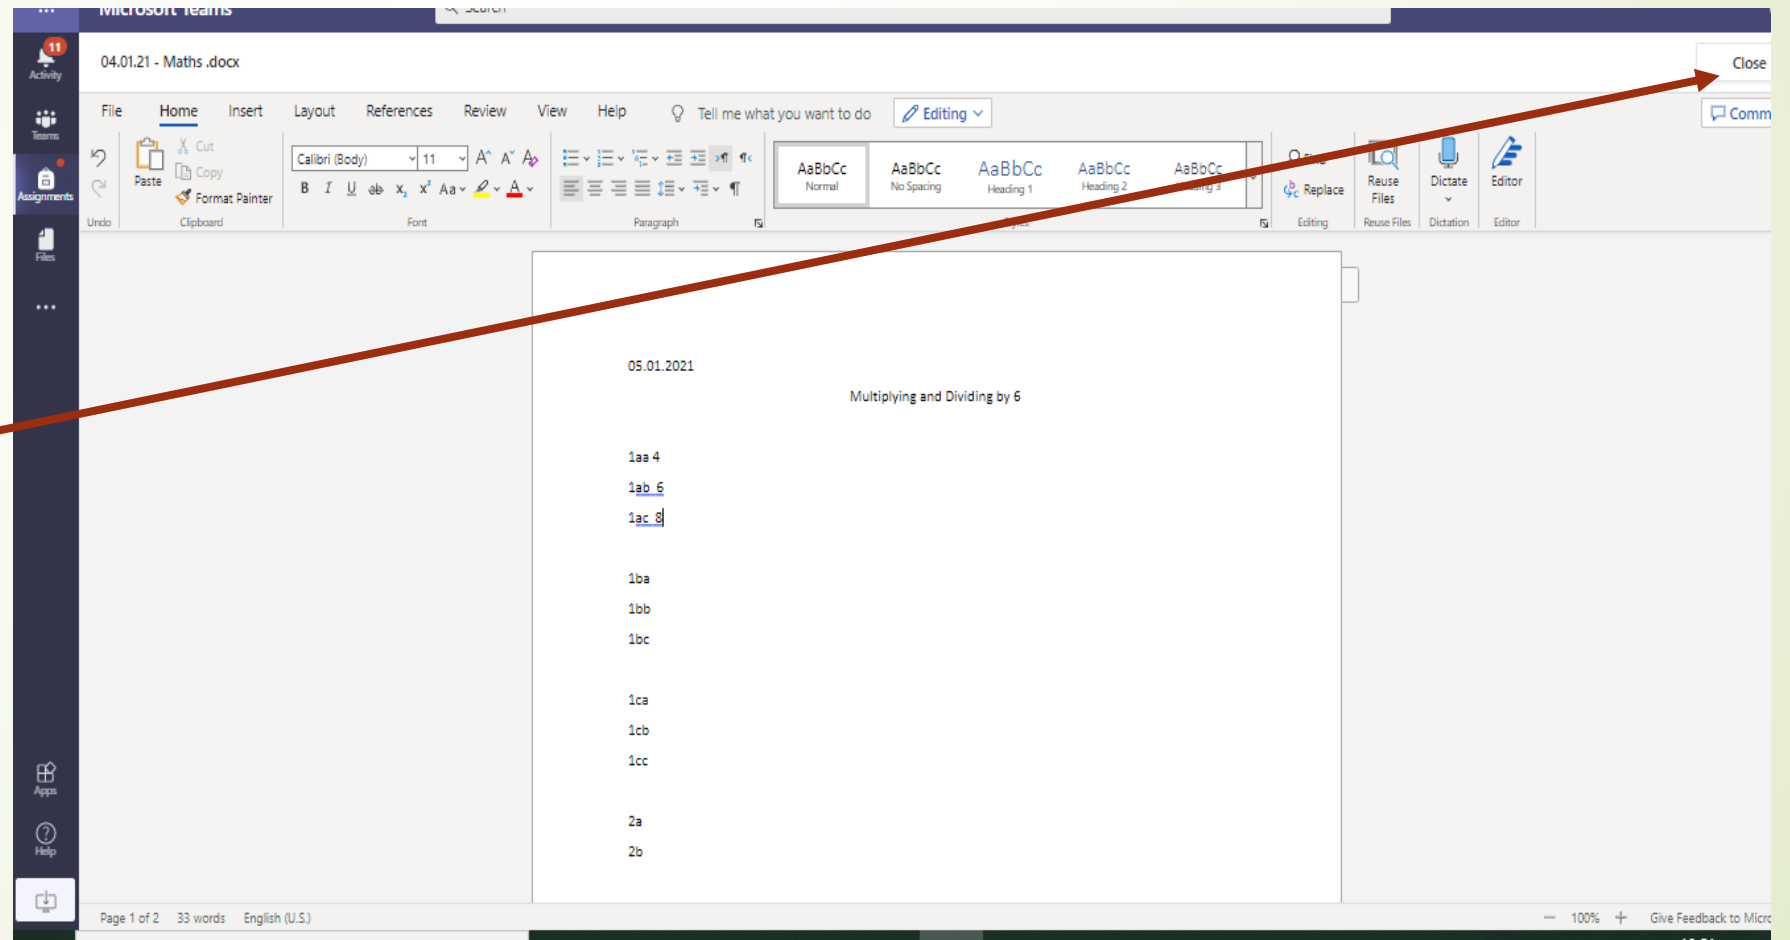 Microsoft Teams
Search
11
Activity
04.01.21 - Maths .docx
Close
Teams
File Home Insert Layout References Review View Help Tell me what you want to do Editing
Comm
Cut
Copy
Paste
Format Painter
Calibri (Body) 11
AaBbCc AaBbCc AaBbCc AaBbCc AaBbCc
Normal No Spacing Heading 1 Heading 2
Replace
Reuse Files
Dictate
Editor
Assignments
Undo Clipboard Font Paragraph Styles Editing Reuse Files Dictation Editor
Files
05.01.2021
Multiplying and Dividing by 6
1aa 4
1ab 6
1ac 8
1ba
1bb
1bc
1ca
1cb
1cc
2a
2b
Apps
Help
Page 1 of 2 33 words English (U.S.)
100% Give Feedback to Micro